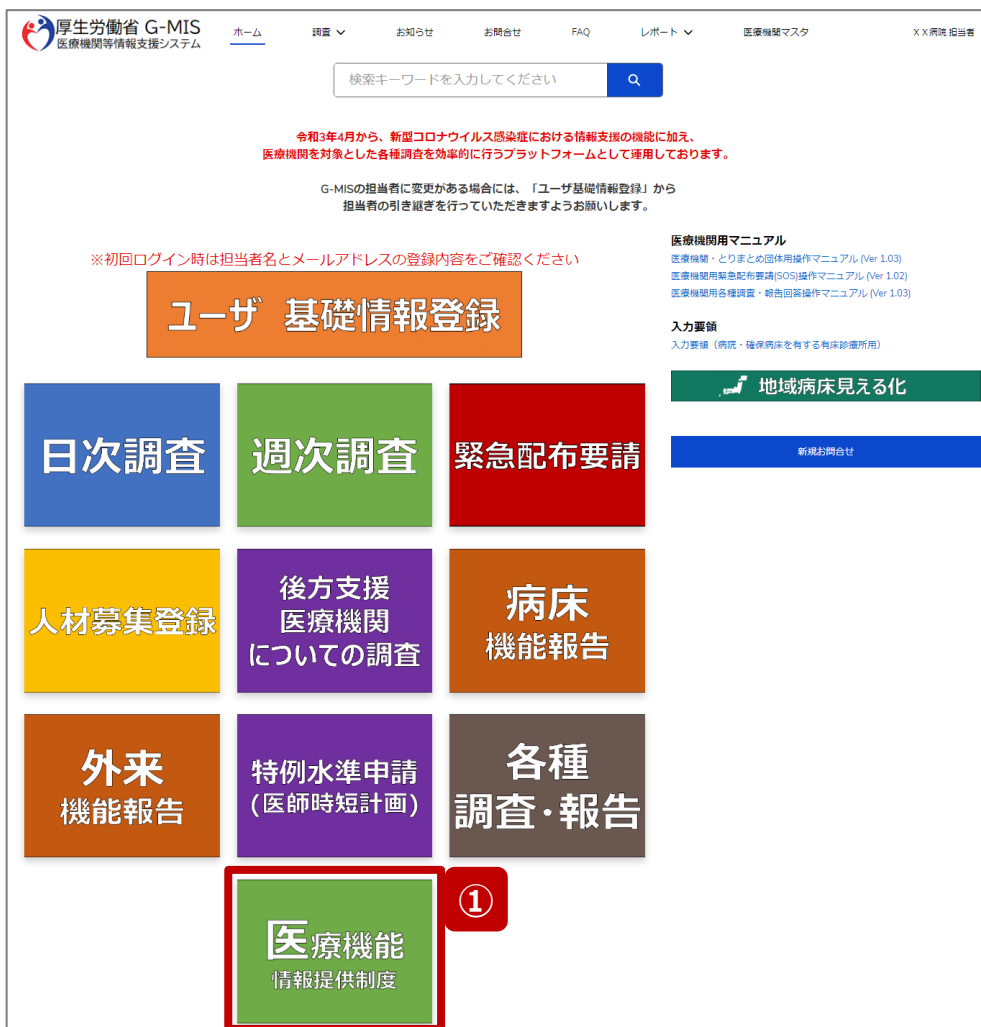 厚生労働省 G-MIS
医療機関等情報支援システム
ホーム
調査
お知らせ
お問合せ
FAQ
レポート
医療機関マスタ
X X病院 担当者
検索キーワードを入力してください
令和3年4月から、新型コロナウイルス感染症における情報支援の機能に加え、
医療機関を対象とした各種調査を効率的に行うプラットフォームとして運用しております。
G-MISの担当者に変更がある場合には、「ユーザ基礎情報登録」から
担当者の引き継ぎを行っていただきますようお願いします。
※初回ログイン時は担当者名とメールアドレスの登録内容をご確認ください
ユーザ 基礎情報登録
医療機関用マニュアル
医療機関・とりまとめ団体用操作マニュアル (Ver 1.03)
医療機関用緊急配布要請(SOS)操作マニュアル (Ver 1.02)
医療機関用各種調査・報告回答操作マニュアル (Ver 1.03)
入力要領
入力要領（病院・確保病床を有する有床診療所用）
地域病床見える化
新規お問合せ
日次調査
週次調査
緊急配布要請
人材募集登録
後方支援
医療機関
についての調査
病床
機能報告
外来
機能報告
特例水準申請
(医師時短計画)
各種
調査・報告
医療機能
情報提供制度
①